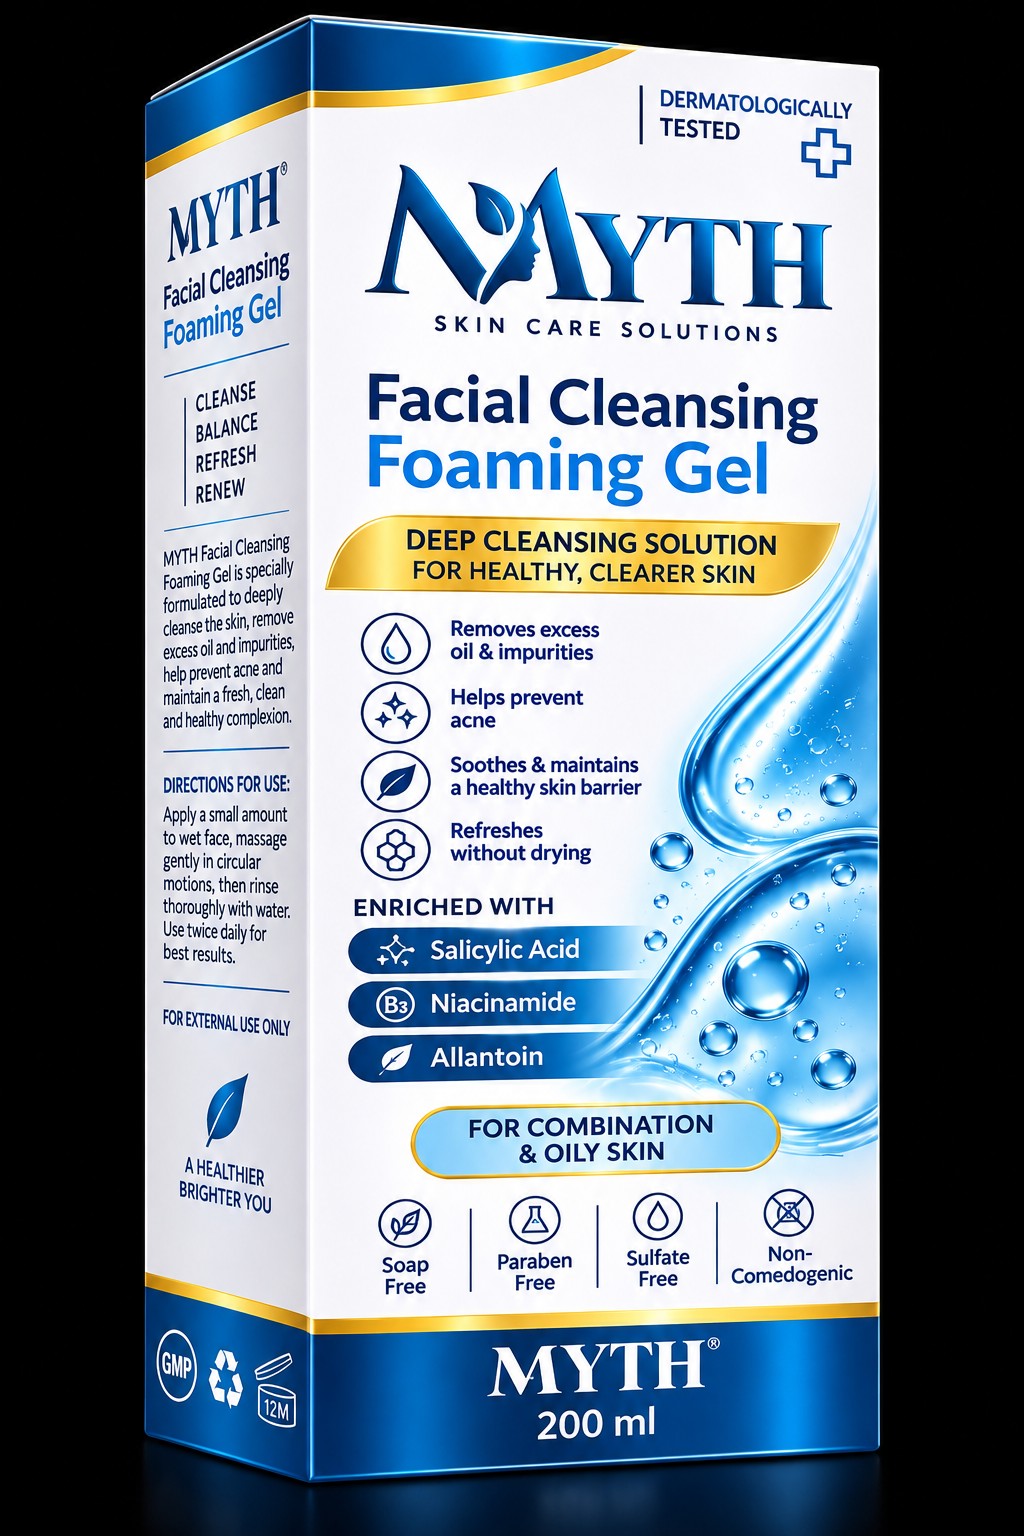 MYTH®
Facial Cleansing
Foaming Gel
CLEANSE
BALANCE
REFRESH
RENEW
MYTH Facial Cleansing
Foaming Gel is specially
formulated to deeply
cleanse the skin, remove
excess oil and impurities,
help prevent acne and
maintain a fresh, clean
and healthy complexion.
DIRECTIONS FOR USE:
Apply a small amount
to wet face, massage
gently in circular
motions, then rinse
thoroughly with water.
Use twice daily for
best results.
FOR EXTERNAL USE ONLY
A HEALTHIER
BRIGHTER YOU
GMP
12M
DERMATOLOGICALLY
TESTED
MYTH
SKIN CARE SOLUTIONS
Facial Cleansing
Foaming Gel
DEEP CLEANSING SOLUTION
FOR HEALTHY, CLEARER SKIN
Removes excess
oil & impurities
Helps prevent
acne
Soothes & maintains
a healthy skin barrier
Refreshes
without drying
ENRICHED WITH
Salicylic Acid
B3 Niacinamide
Allantoin
FOR COMBINATION
& OILY SKIN
Soap
Free
Paraben
Free
Sulfate
Free
Non-
Comedogenic
MYTH®
200 ml